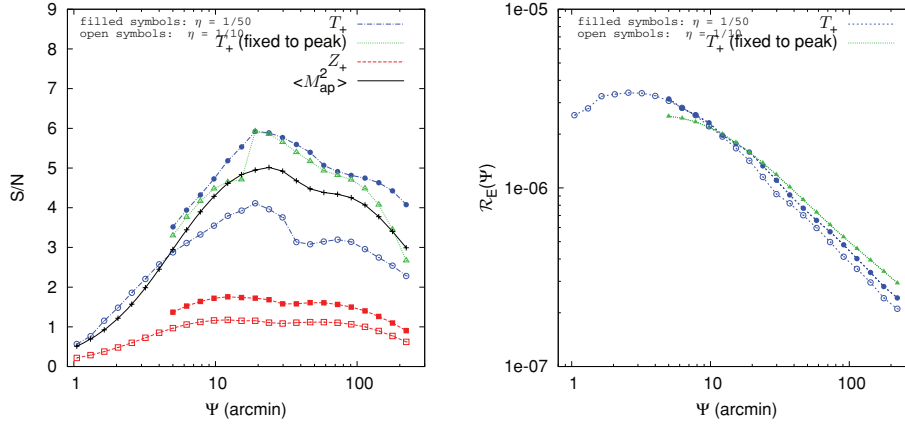 filled symbols: η = 1/50
open symbols: η = 1/10
T+
T+ (fixed to peak)
Z+
<M²ap>
S/N
9
8
7
6
5
4
3
2
1
0
1
10
100
Ψ (arcmin)
filled symbols: η = 1/50
open symbols: η = 1/10
T+
T+ (fixed to peak)
R_E(Ψ)
1e-05
1e-06
1e-07
1
10
100
Ψ (arcmin)